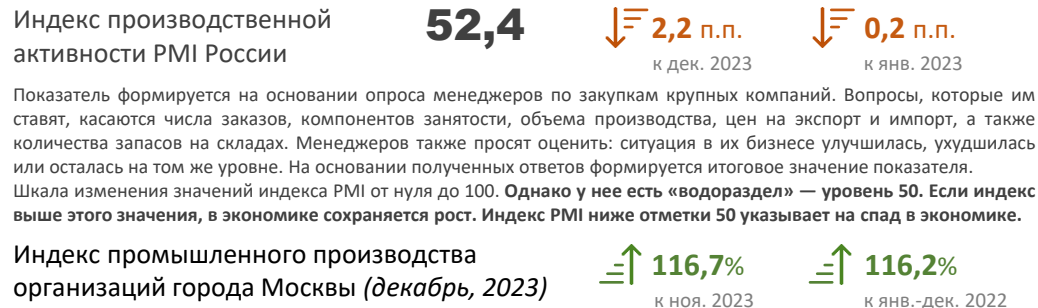 Индекс производственной
активности PMI России
52,4
2,2 п.п.
к дек. 2023
0,2 п.п.
к янв. 2023
Показатель формируется на основании опроса менеджеров по закупкам крупных компаний. Вопросы, которые им
ставят, касаются числа заказов, компонентов занятости, объема производства, цен на экспорт и импорт, а также
количества запасов на складах. Менеджеров также просят оценить: ситуация в их бизнесе улучшилась, ухудшилась
или осталась на том же уровне. На основании полученных ответов формируется итоговое значение показателя.
Шкала изменения значений индекса PMI от нуля до 100. Однако у нее есть «водораздел» — уровень 50. Если индекс
выше этого значения, в экономике сохраняется рост. Индекс PMI ниже отметки 50 указывает на спад в экономике.
Индекс промышленного производства
организаций города Москвы (декабрь, 2023)
116,7%
к ноя. 2023
116,2%
к янв.-дек. 2022